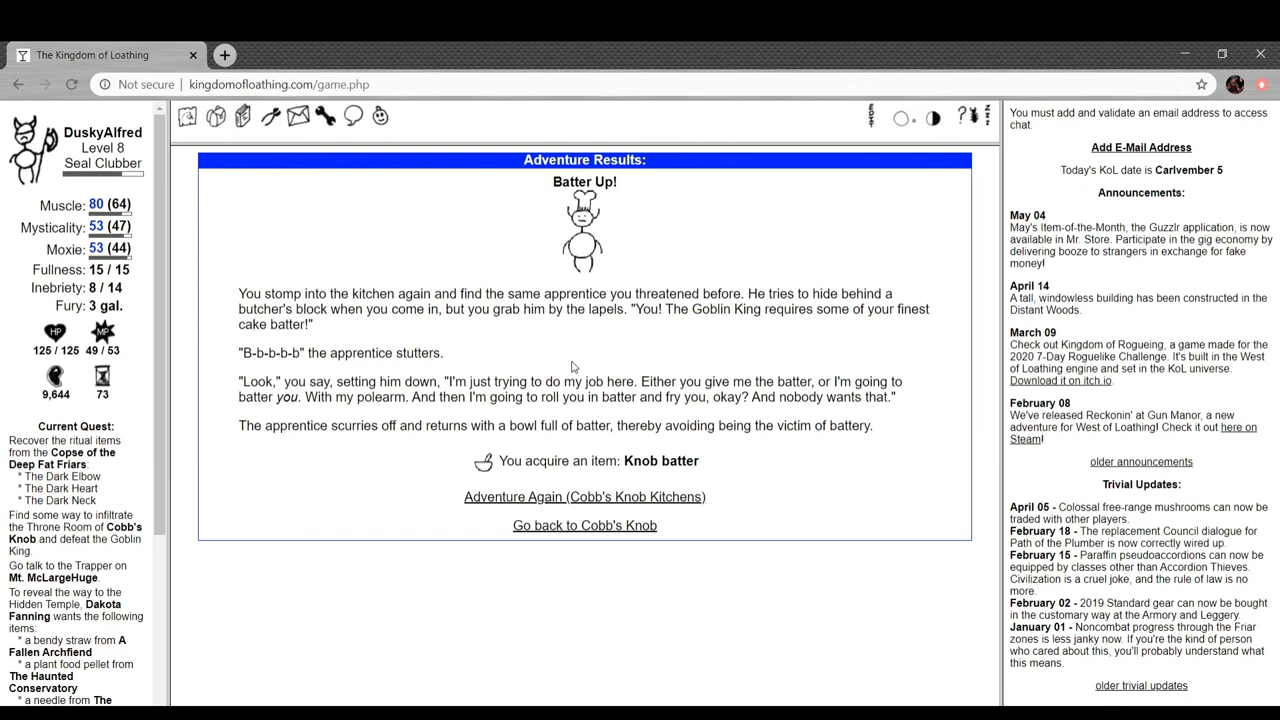 The Kingdom of Loathing
Not secure | kingdomofloathing.com/game.php
DuskyAlfred
Level 8
Seal Clubber
Muscle: 80 (64)
Mysticality: 53 (47)
Moxie: 53 (44)
Fullness: 15 / 15
Inebriety: 8 / 14
Fury: 3 gal.
HP MP
125 / 125 49 / 53
9,644 73
Current Quest:
Recover the ritual items
from the Copse of the
Deep Fat Friars:
* The Dark Elbow
* The Dark Heart
* The Dark Neck
Find some way to infiltrate
the Throne Room of Cobb's
Knob and defeat the Goblin
King.
Go talk to the Trapper on
Mt. McLargeHuge.
To reveal the way to the
Hidden Temple, Dakota
Fanning wants the following
items:
* a bendy straw from A
Fallen Archfiend
* a plant food pellet from
The Haunted
Conservatory
* a needle from The
Adventure Results:
Batter Up!
You stomp into the kitchen again and find the same apprentice you threatened before. He tries to hide behind a
butcher's block when you come in, but you grab him by the lapels. "You! The Goblin King requires some of your finest
cake batter!"
"B-b-b-b-b" the apprentice stutters.
"Look," you say, setting him down, "I'm just trying to do my job here. Either you give me the batter, or I'm going to
batter you. With my polearm. And then I'm going to roll you in batter and fry you, okay? And nobody wants that."
The apprentice scurries off and returns with a bowl full of batter, thereby avoiding being the victim of battery.
You acquire an item: Knob batter
Adventure Again (Cobb's Knob Kitchens)
Go back to Cobb's Knob
EDIT
?
ZZZ
You must add and validate an email address to access
chat.
Add E-Mail Address
Today's KoL date is Carlvember 5
Announcements:
May 04
May's Item-of-the-Month, the Guzzlr application, is now
available in Mr. Store. Participate in the gig economy by
delivering booze to strangers in exchange for fake
money!
April 14
A tall, windowless building has been constructed in the
Distant Woods.
March 09
Check out Kingdom of Rogueing, a game made for the
2020 7-Day Roguelike Challenge. It's built in the West
of Loathing engine and set in the KoL universe.
Download it on itch.io.
February 08
We've released Reckonin' at Gun Manor, a new
adventure for West of Loathing! Check it out here on
Steam!
older announcements
Trivial Updates:
April 05 - Colossal free-range mushrooms can now be
traded with other players.
February 18 - The replacement Council dialogue for
Path of the Plumber is now correctly wired up.
February 15 - Paraffin pseudoaccordions can now be
equipped by classes other than Accordion Thieves.
Civilization is a cruel joke, and the rule of law is no
more.
February 02 - 2019 Standard gear can now be bought
in the customary way at the Armory and Leggery.
January 01 - Noncombat progress through the Friar
zones is less janky now. If you're the kind of person
who cared about this, you'll probably understand what
this means.
older trivial updates